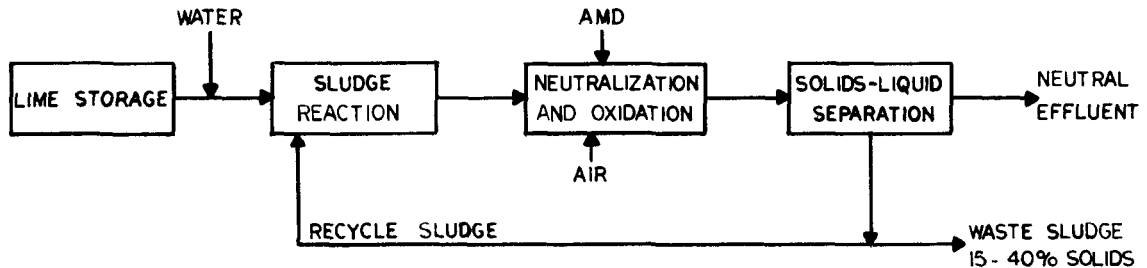 WATER
AMD
LIME STORAGE
SLUDGE
REACTION
NEUTRALIZATION
AND OXIDATION
SOLIDS-LIQUID
SEPARATION
NEUTRAL
EFFLUENT
AIR
RECYCLE SLUDGE
WASTE SLUDGE
15-40% SOLIDS